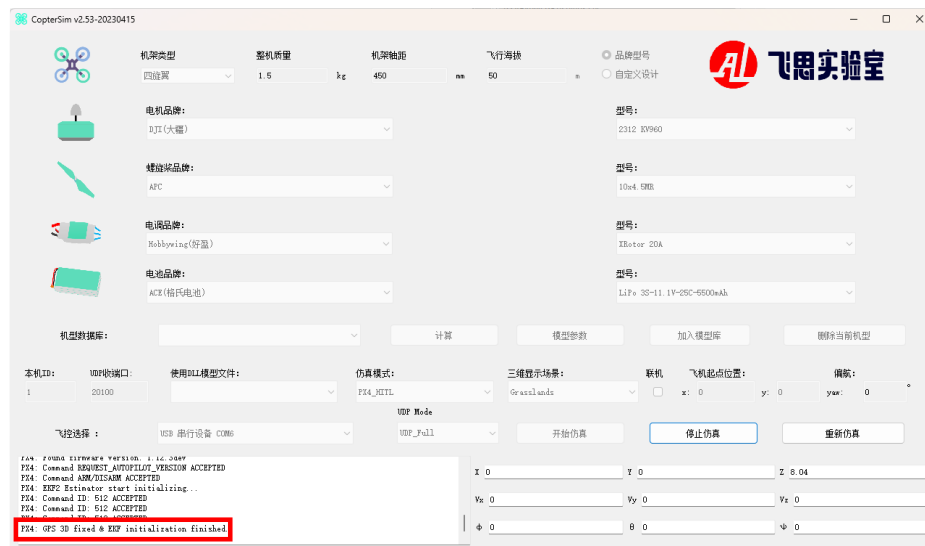 CopterSim v2.53-20230415
机架类型 整机质量 机架轴距 飞行海拔 品牌型号
四旋翼 1.5 kg 450 mm 50 m 自定义设计
飞思实验室
电机品牌: 型号:
DJI(大疆) 2312 KV960
螺旋桨品牌: 型号:
APC 10x4.5MR
电调品牌: 型号:
Hobbywing(好盈) XRotor 20A
电池品牌: 型号:
ACE(格氏电池) LiPo 3S-11.1V-25C-5500mAh
机型数据库: 计算 模型参数 加入模型库 删除当前机型
本机ID: UDP收端口: 使用DLL模型文件: 仿真模式: 三维显示场景: 联机 飞机起点位置: 偏航:
1 20100 PX4_HITL Grasslands x: 0 y: 0 yaw: 0 °
UDP Mode
飞控选择 : USB 串行设备 COM6 UDP_Full 开始仿真 停止仿真 重新仿真
PX4: Found firmware version: 1.12.3dev
PX4: Command REQUEST_AUTOPILOT_VERSION ACCEPTED
PX4: Command ARM/DISARM ACCEPTED
PX4: EKF2 Estimator start initializing...
PX4: Command ID: 512 ACCEPTED
PX4: Command ID: 512 ACCEPTED
PX4: Command ID: 512 ACCEPTED
PX4: GPS 3D fixed & EKF initialization finished.
X 0 Y 0 Z 8.04
Vx 0 Vy 0 Vz 0
ϕ 0 θ 0 ψ 0